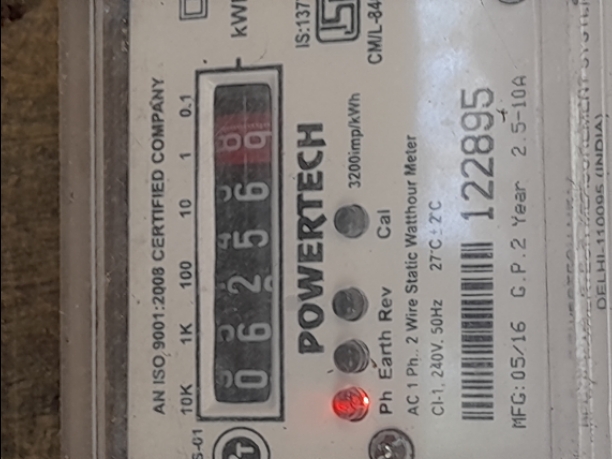 kWh
IS:137
CM/L-84
AN ISO 9001:2008 CERTIFIED COMPANY
10K 1K 100 10 1 0.1
S-01
0 6 2 5 6 9
POWERTECH
3200imp/kWh
Ph Earth Rev Cal
AC 1 Ph., 2 Wire Static Watthour Meter
Cl-1, 240V. 50Hz 27°C ± 2°C
122895
MFG:05/16 G.P.2 Year 2.5-10A
DELHI-110095 (INDIA)